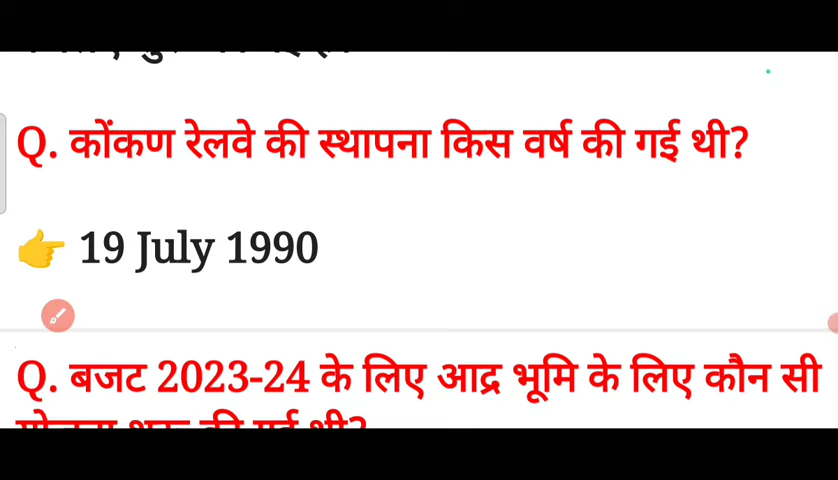 Q. कोंकण रेलवे की स्थापना किस वर्ष की गई थी?
👉 19 July 1990
Q. बजट 2023-24 के लिए आद्र भूमि के लिए कौन सी